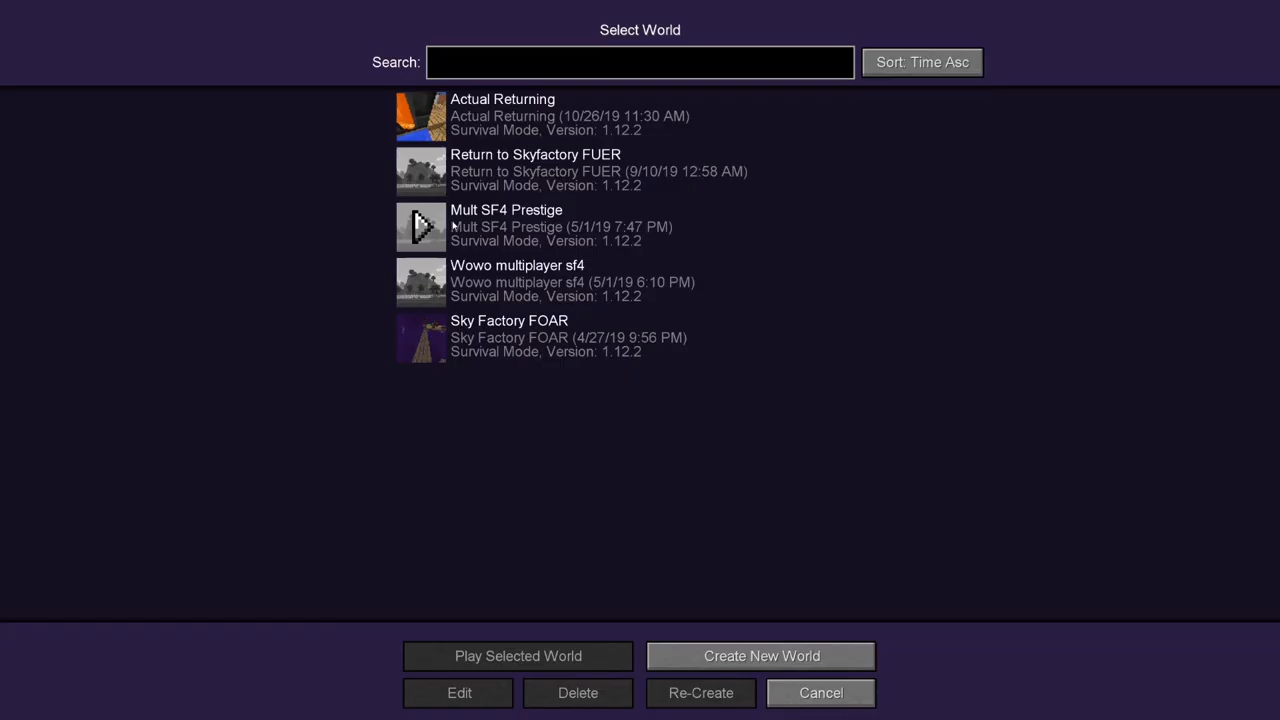 Select World
Search:
Sort: Time Asc
Actual Returning
Actual Returning (10/26/19 11:30 AM)
Survival Mode, Version: 1.12.2
Return to Skyfactory FUER
Return to Skyfactory FUER (9/10/19 12:58 AM)
Survival Mode, Version: 1.12.2
Mult SF4 Prestige
Mult SF4 Prestige (5/1/19 7:47 PM)
Survival Mode, Version: 1.12.2
Wowo multiplayer sf4
Wowo multiplayer sf4 (5/1/19 6:10 PM)
Survival Mode, Version: 1.12.2
Sky Factory FOAR
Sky Factory FOAR (4/27/19 9:56 PM)
Survival Mode, Version: 1.12.2
Play Selected World
Create New World
Edit
Delete
Re-Create
Cancel